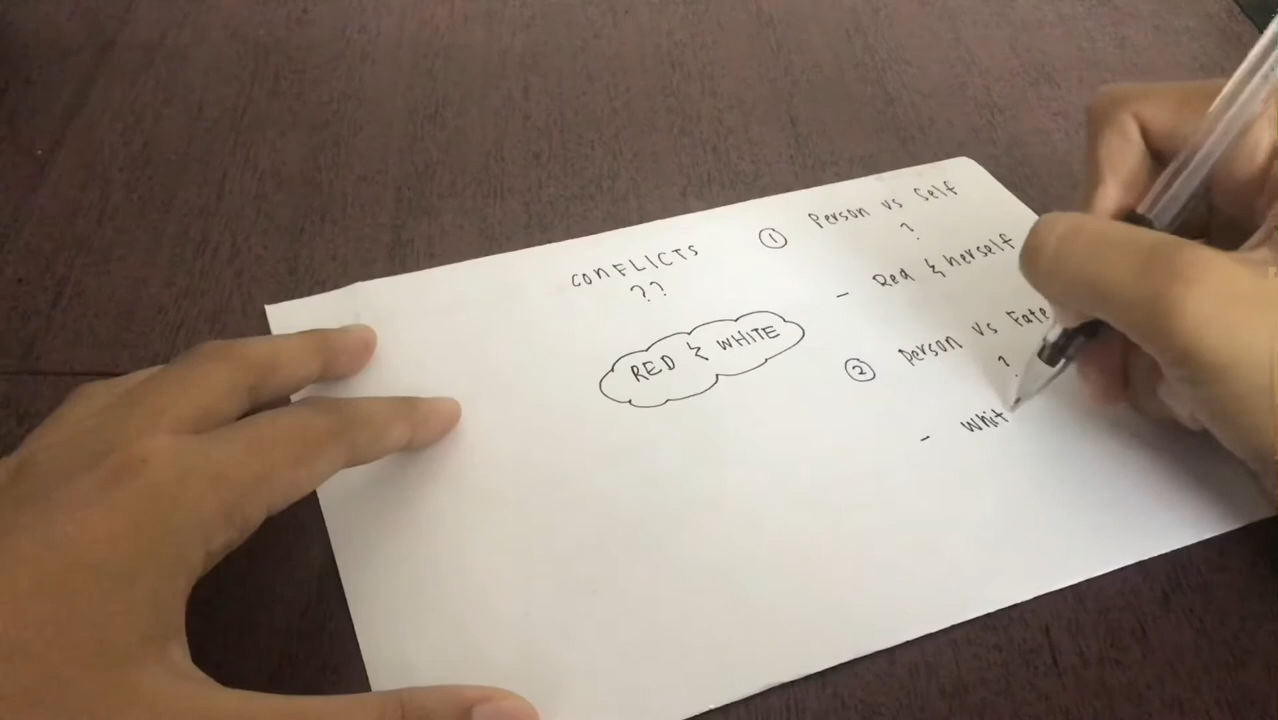 CONFLICTS
??
RED & WHITE
① Person vs Self
?
- Red & herself
② Person vs Fate
?
- Whit